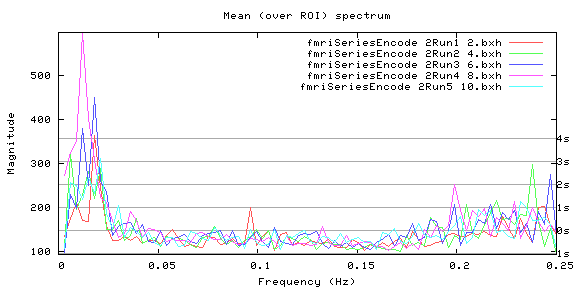 Mean (over ROI) spectrum
fmriSeriesEncode 2Run1 2.bxh
fmriSeriesEncode 2Run2 4.bxh
fmriSeriesEncode 2Run3 6.bxh
fmriSeriesEncode 2Run4 8.bxh
fmriSeriesEncode 2Run5 10.bxh
Magnitude
500
400
300
200
100
4s
3s
2s
1s
0s
1s
0
0.05
0.1
0.15
0.2
0.25
Frequency (Hz)